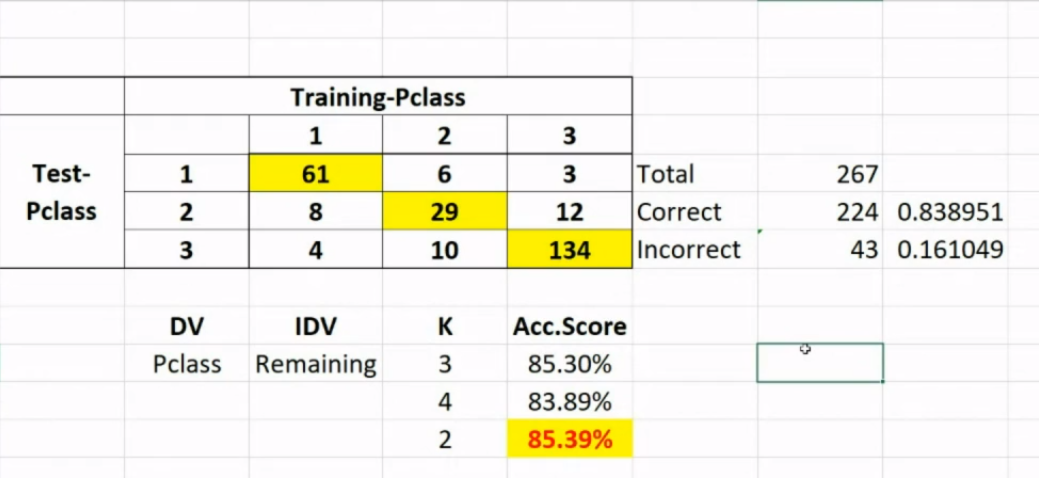 Training-Pclass
1 2 3
Test- 1 61 6 3 Total 267
Pclass 2 8 29 12 Correct 224 0.838951
3 4 10 134 Incorrect 43 0.161049
DV IDV K Acc.Score
Pclass Remaining 3 85.30%
4 83.89%
2 85.39%